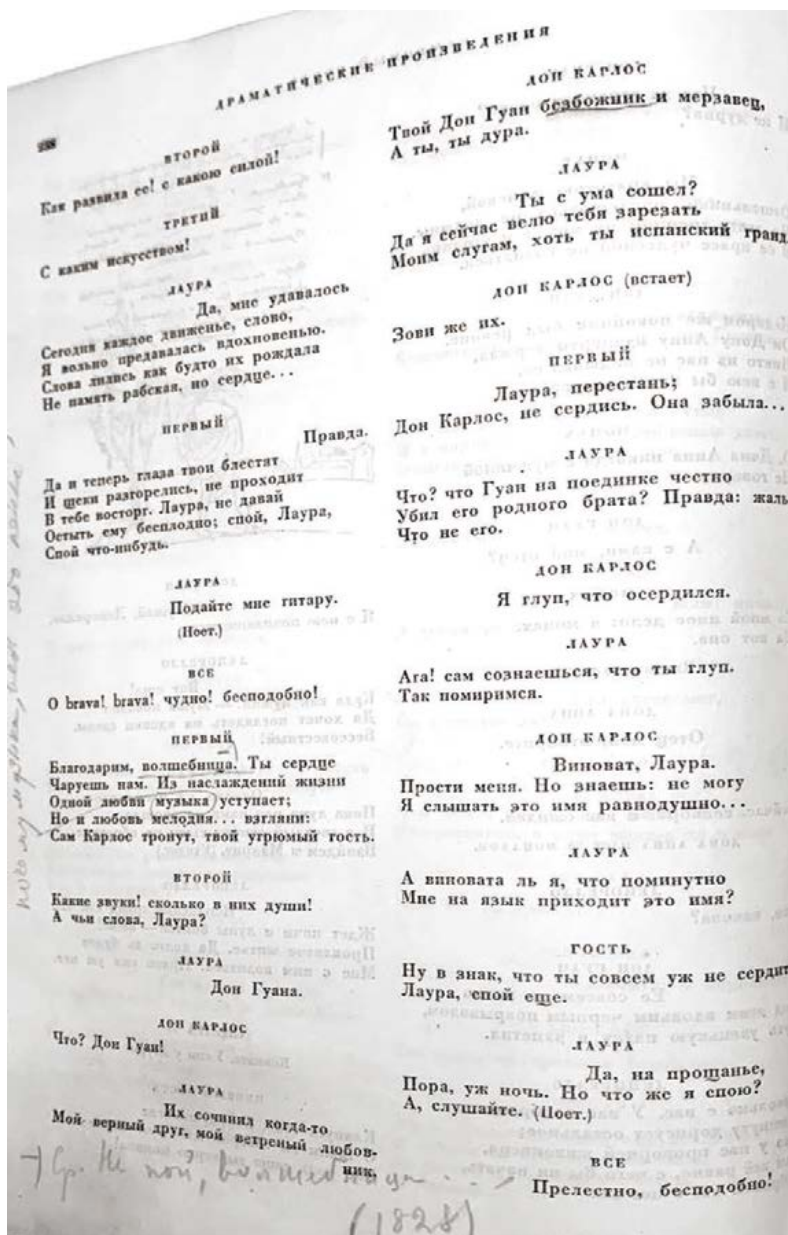 ДРАМАТИЧЕСКИЕ ПРОИЗВЕДЕНИЯ
238
ВТОРОЙ
Как развила ее! с какою силой!
ТРЕТИЙ
С каким искусством!
ЛАУРА
Да, мне удавалось
Сегодня каждое движенье, слово,
Я вольно предавалась вдохновенью.
Слова лились как будто их рождала
Не память рабская, но сердце...
ПЕРВЫЙ
Правда.
Да и теперь глаза твои блестят
И щеки разгорелись, не проходит
В тебе восторг. Лаура, не давай
Остыть ему бесплодно; спой, Лаура,
Спой что-нибудь.
ЛАУРА
Подайте мне гитару.
(Поет.)
ВСЕ
О brava! brava! чудно! бесподобно!
ПЕРВЫЙ
Благодарим, волшебница. Ты сердце
Чаруешь нам. Из наслаждений жизни
Одной любви музыка уступает;
Но и любовь мелодия... взгляни:
Сам Карлос тронут, твой угрюмый гость.
ВТОРОЙ
Какие звуки! сколько в них души!
А чьи слова, Лаура?
ЛАУРА
Дон Гуана.
ДОН КАРЛОС
Что? Дон Гуан!
ЛАУРА
Их сочинил когда-то
Мой верный друг, мой ветреный любов-
ник.
Ср. Не пой, волшебница...
(1828)
ДОН КАРЛОС
Твой Дон Гуан безбожник и мерзавец,
А ты, ты дура.
ЛАУРА
Ты с ума сошел?
Да я сейчас велю тебя зарезать
Моим слугам, хоть ты испанский гранд
ДОН КАРЛОС (встает)
Зови же их.
ПЕРВЫЙ
Лаура, перестань;
Дон Карлос, не сердись. Она забыла...
ЛАУРА
Что? что Гуан на поединке честно
Убил его родного брата? Правда: жаль
Что не его.
ДОН КАРЛОС
Я глуп, что осердился.
ЛАУРА
Ага! сам сознаешься, что ты глуп.
Так помиримся.
ДОН КАРЛОС
Виноват, Лаура.
Прости меня. Но знаешь: не могу
Я слышать это имя равнодушно...
ЛАУРА
А виновата ль я, что поминутно
Мне на язык приходит это имя?
ГОСТЬ
Ну в знак, что ты совсем уж не сердит
Лаура, спой еще.
ЛАУРА
Да, на прощанье,
Пора, уж ночь. Но что же я спою?
А, слушайте. (Поет.)
ВСЕ
Прелестно, бесподобно!